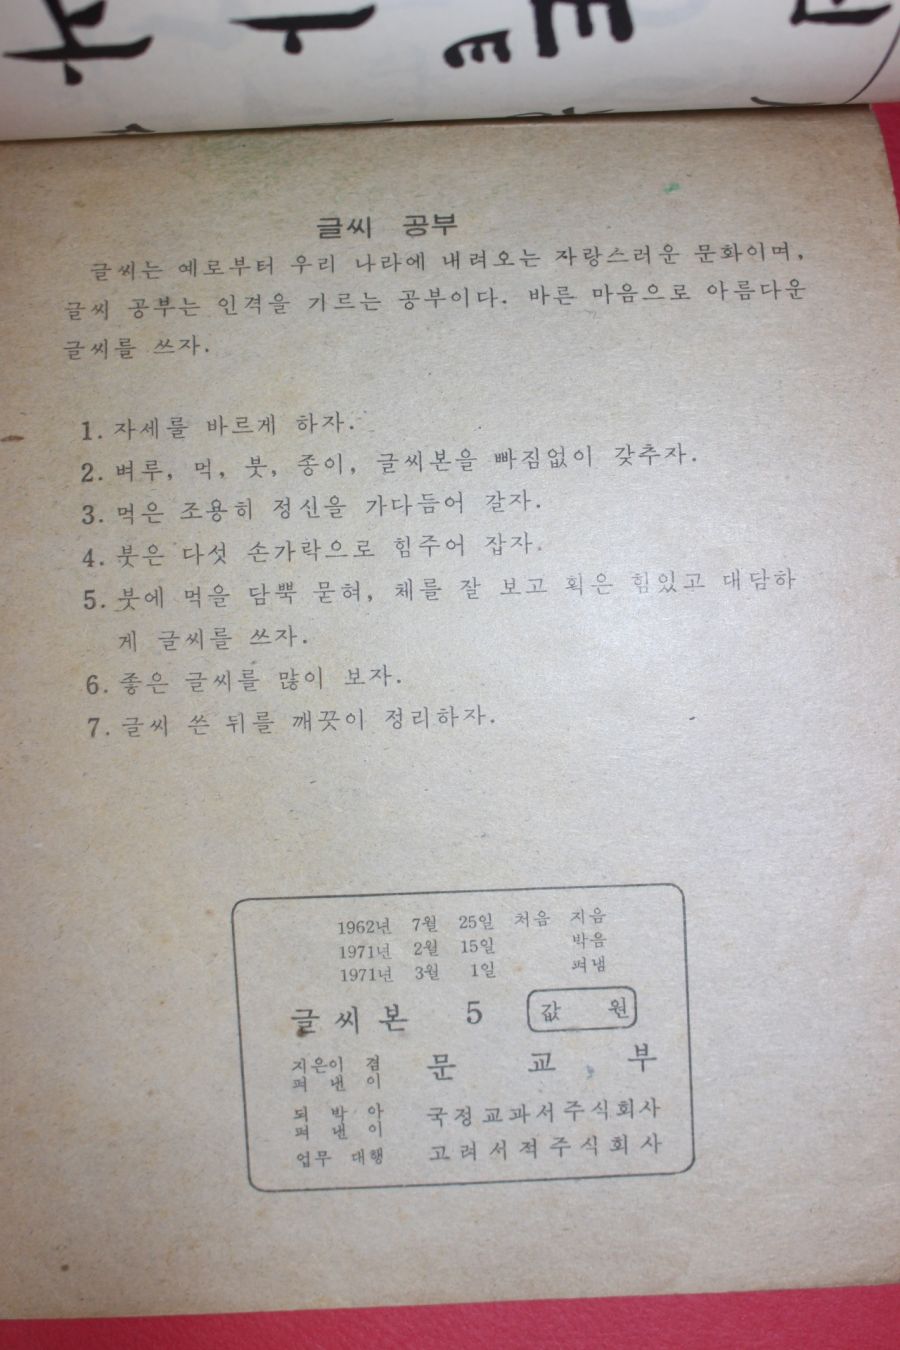 글씨 공부
글씨는 예로부터 우리 나라에 내려오는 자랑스러운 문화이며,
글씨 공부는 인격을 기르는 공부이다. 바른 마음으로 아름다운
글씨를 쓰자.
1. 자세를 바르게 하자.
2. 벼루, 먹, 붓, 종이, 글씨본을 빠짐없이 갖추자.
3. 먹은 조용히 정신을 가다듬어 갈자.
4. 붓은 다섯 손가락으로 힘주어 잡자.
5. 붓에 먹을 담뿍 묻혀, 체를 잘 보고 획은 힘있고 대담하
게 글씨를 쓰자.
6. 좋은 글씨를 많이 보자.
7. 글씨 쓴 뒤를 깨끗이 정리하자.
1962년 7월 25일 처음 지음
1971년 2월 15일 박음
1971년 3월 1일 펴냄
글씨본 5 값 원
지은이 겸
펴 낸 이 문 교 부
되 박 아
펴 낸 이 국정교과서주식회사
업무 대행 고려서적주식회사